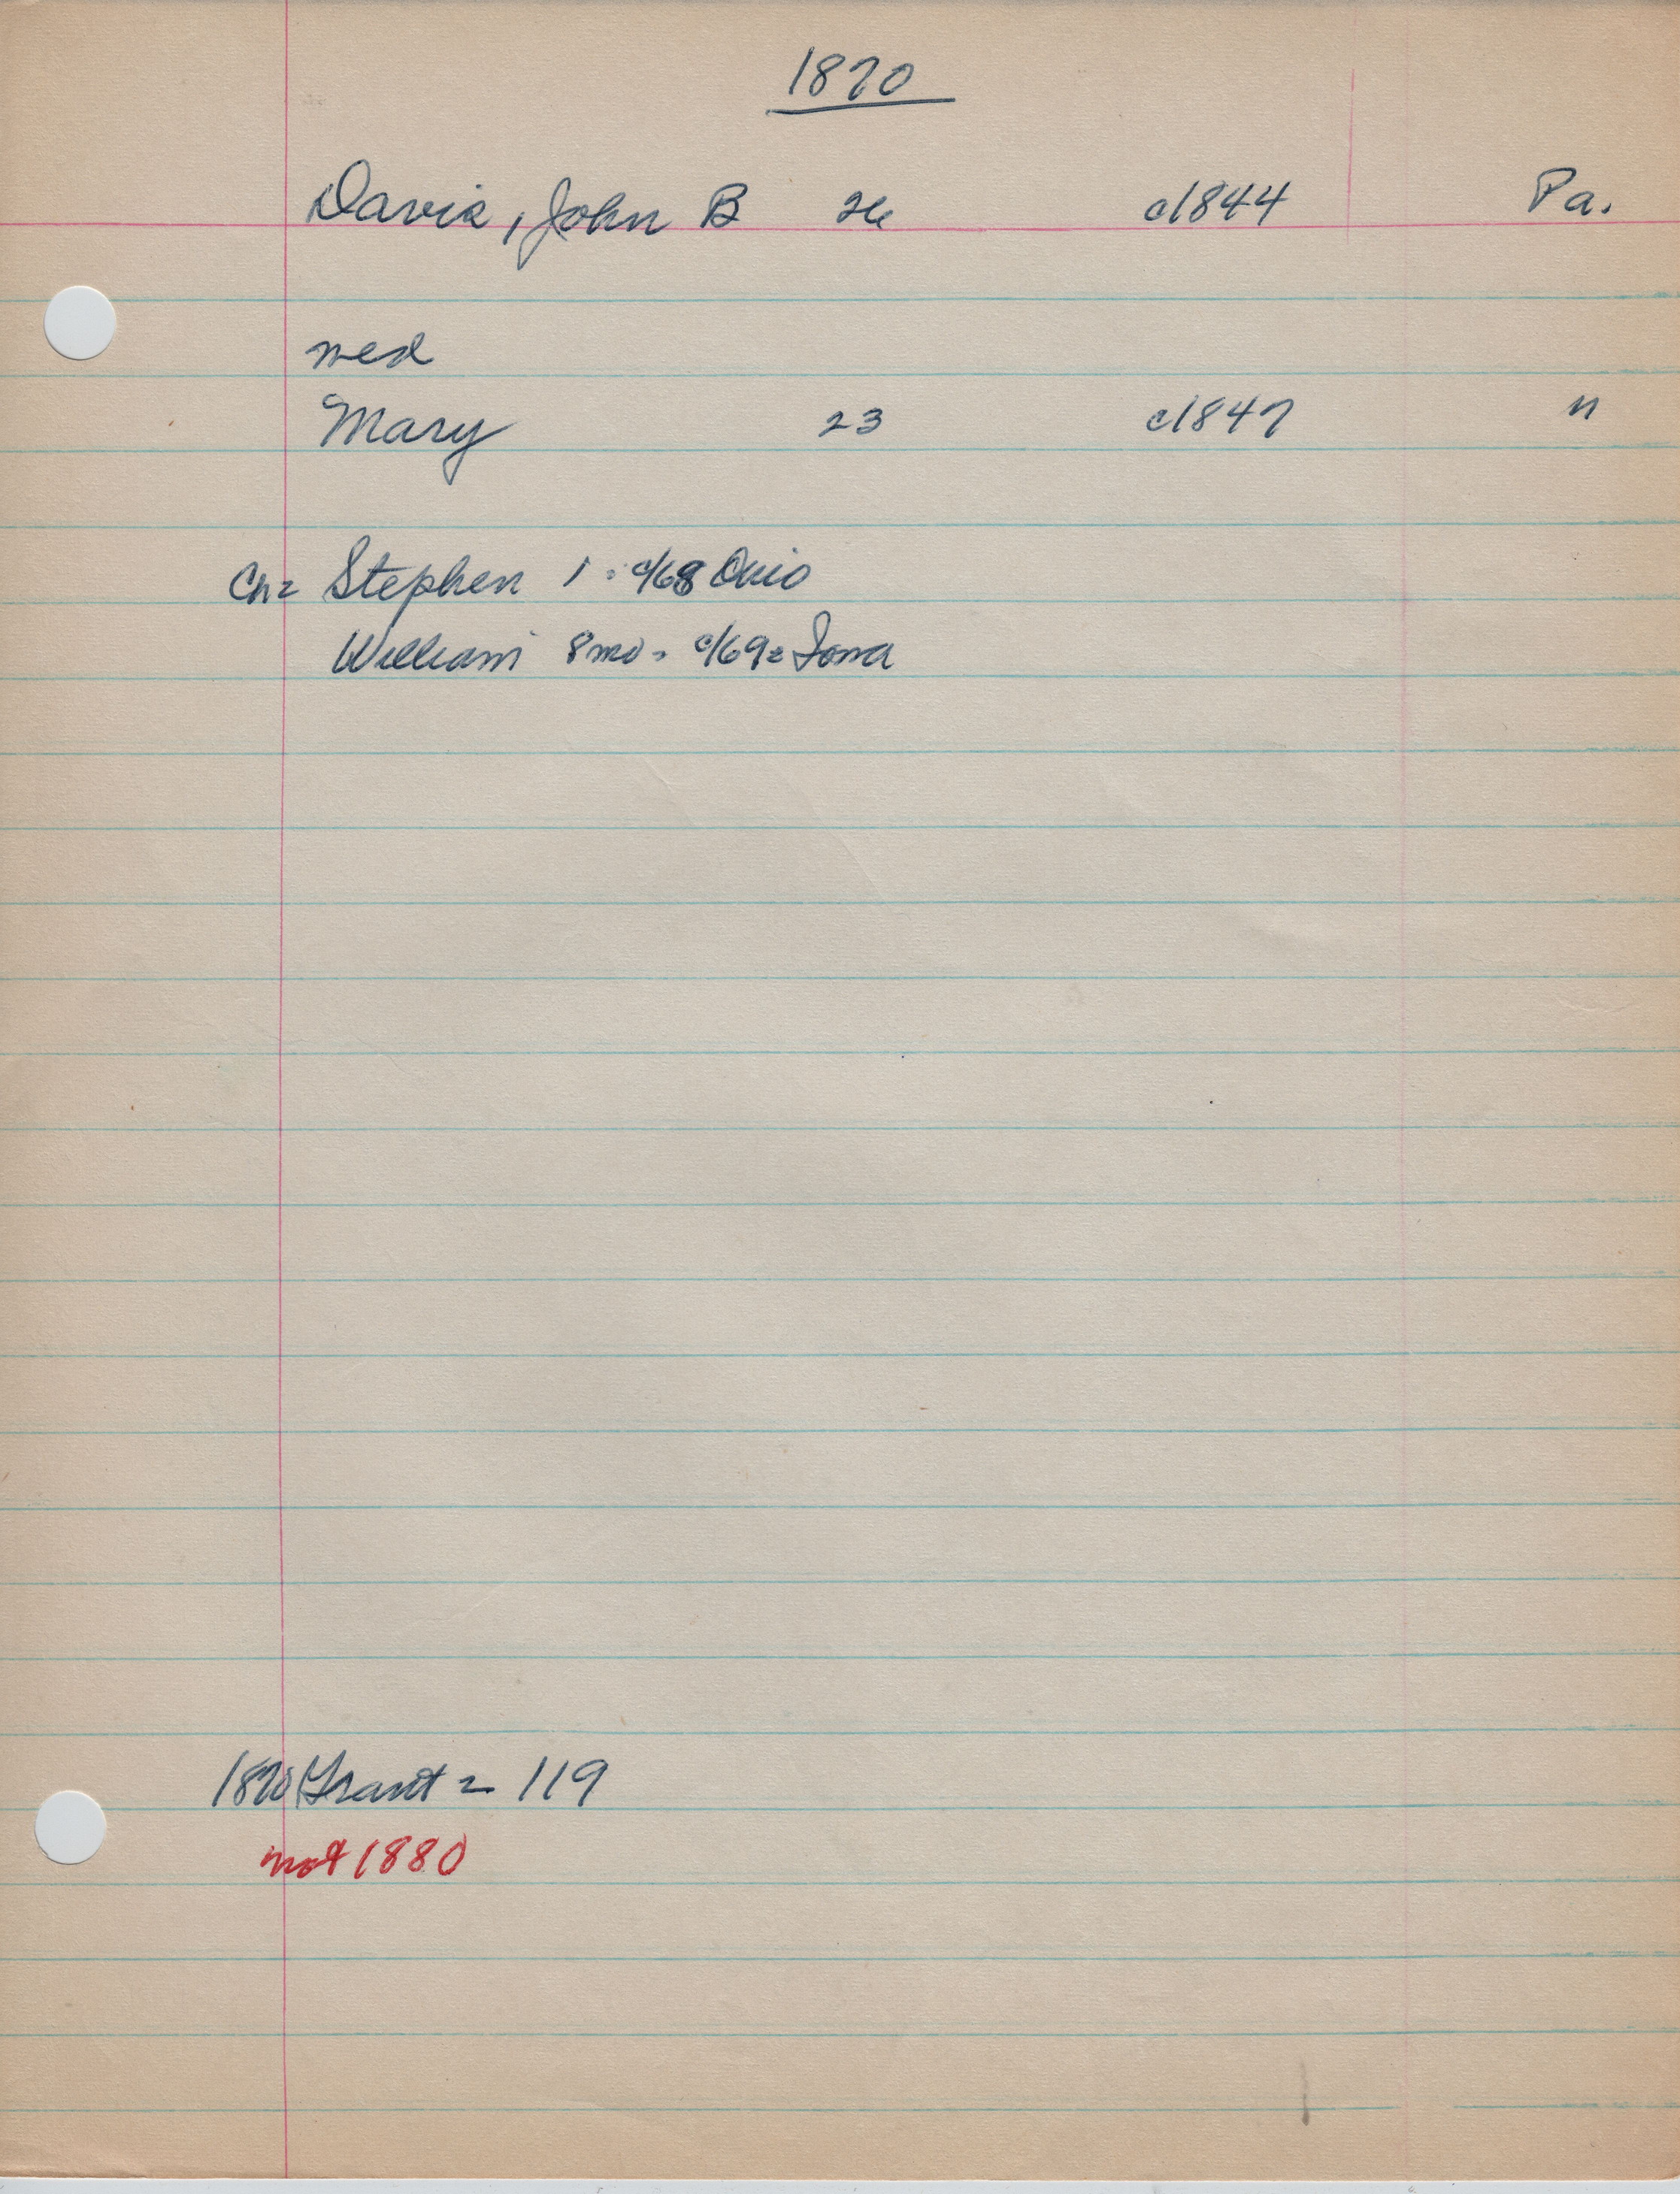 1870
Davis, John B 26 c1844 Pa.
med
Mary 23 c1847 "
Ch= Stephen 1 = c/68 Ohio
William 8mo = c/69 = Iowa
1870 Grant = 119
not 1880